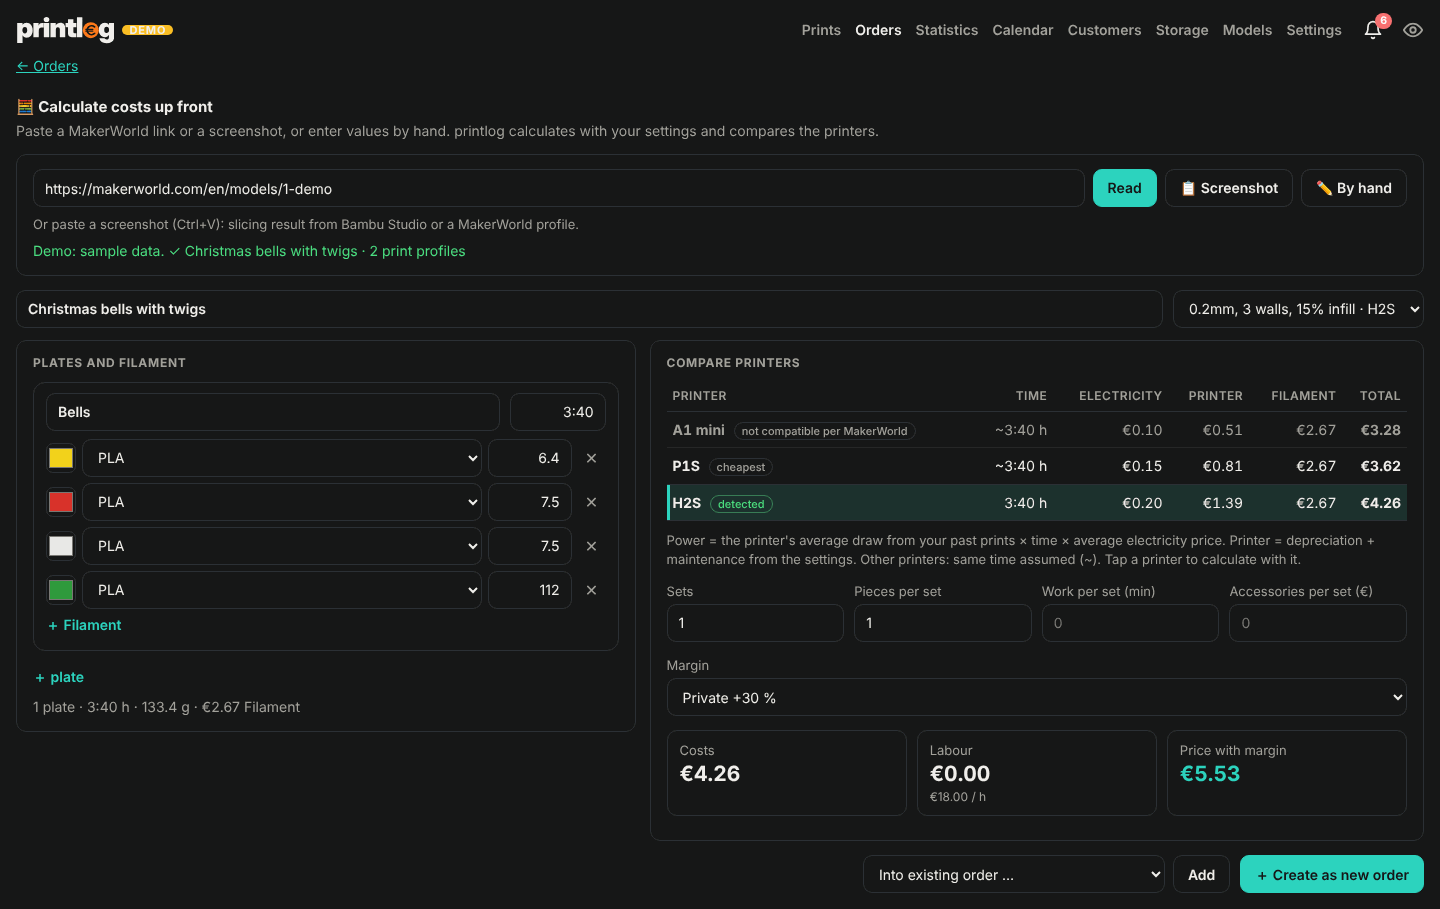 printlog DEMO
Prints Orders Statistics Calendar Customers Storage Models Settings 6
← Orders
🧮 Calculate costs up front
Paste a MakerWorld link or a screenshot, or enter values by hand. printlog calculates with your settings and compares the printers.
https://makerworld.com/en/models/1-demo
Read
📋 Screenshot
✏️ By hand
Or paste a screenshot (Ctrl+V): slicing result from Bambu Studio or a MakerWorld profile.
Demo: sample data. ✓ Christmas bells with twigs · 2 print profiles
Christmas bells with twigs
0.2mm, 3 walls, 15% infill · H2S
PLATES AND FILAMENT
Bells 3:40
PLA 6.4 ×
PLA 7.5 ×
PLA 7.5 ×
PLA 112 ×
+ Filament
+ plate
1 plate · 3:40 h · 133.4 g · €2.67 Filament
COMPARE PRINTERS
PRINTER TIME ELECTRICITY PRINTER FILAMENT TOTAL
A1 mini not compatible per MakerWorld ~3:40 h €0.10 €0.51 €2.67 €3.28
P1S cheapest ~3:40 h €0.15 €0.81 €2.67 €3.62
H2S detected 3:40 h €0.20 €1.39 €2.67 €4.26
Power = the printer's average draw from your past prints × time × average electricity price. Printer = depreciation +
maintenance from the settings. Other printers: same time assumed (~). Tap a printer to calculate with it.
Sets Pieces per set Work per set (min) Accessories per set (€)
1 1 0 0
Margin
Private +30 %
Costs
€4.26
Labour
€0.00
€18.00 / h
Price with margin
€5.53
Into existing order ...
Add
+ Create as new order